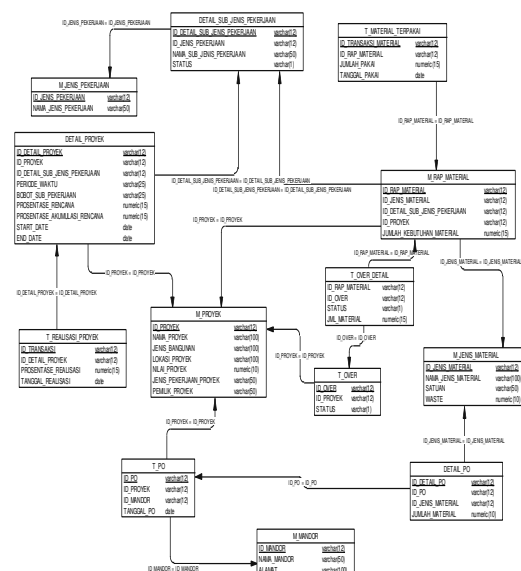 DETAIL_SUB_JENIS_PEKERJAAN
ID_DETAIL_SUB_JENIS_PEKERJAAN varchar(12)
ID_JENIS_PEKERJAAN varchar(12)
NAMA_SUB_JENIS_PEKERJAAN varchar(50)
STATUS varchar(1)
T_MATERIAL_TERPAKAI
ID_TRANSAKSI_MATERIAL varchar(12)
ID_RAP_MATERIAL varchar(12)
JUMLAH_PAKAI numeric(15)
TANGGAL_PAKAI date
ID_JENIS_PEKERJAAN = ID_JENIS_PEKERJAAN
M_JENIS_PEKERJAAN
ID_JENIS_PEKERJAAN varchar(12)
NAMA_JENIS_PEKERJAAN varchar(50)
ID_RAP_MATERIAL = ID_RAP_MATERIAL
DETAIL_PROYEK
ID_DETAIL_PROYEK varchar(12)
ID_PROYEK varchar(12)
ID_DETAIL_SUB_JENIS_PEKERJAAN varchar(12)
PERIODE_WAKTU varchar(25)
BOBOT_SUB_PEKERJAAN varchar(25)
PROSENTASE_RENCANA numeric(15)
PROSENTASE_AKUMULASI_RENCANA numeric(15)
START_DATE date
END_DATE date
ID_DETAIL_SUB_JENIS_PEKERJAAN = ID_DETAIL_SUB_JENIS_PEKERJAAN
ID_DETAIL_SUB_JENIS_PEKERJAAN = ID_DETAIL_SUB_JENIS_PEKERJAAN
M_RAP_MATERIAL
ID_RAP_MATERIAL varchar(12)
ID_JENIS_MATERIAL varchar(12)
ID_DETAIL_SUB_JENIS_PEKERJAAN varchar(12)
ID_PROYEK varchar(12)
JUMLAH_KEBUTUHAN_MATERIAL numeric(15)
ID_PROYEK = ID_PROYEK
ID_RAP_MATERIAL = ID_RAP_MATERIAL
ID_JENIS_MATERIAL = ID_JENIS_MATERIAL
ID_PROYEK = ID_PROYEK
T_OVER_DETAIL
ID_RAP_MATERIAL varchar(12)
ID_OVER varchar(12)
STATUS varchar(1)
JML_MATERIAL numeric(15)
ID_DETAIL_PROYEK = ID_DETAIL_PROYEK
M_PROYEK
ID_PROYEK varchar(12)
NAMA_PROYEK varchar(100)
JENIS_BANGUNAN varchar(100)
LOKASI_PROYEK varchar(100)
NILAI_PROYEK numeric(10)
JENIS_PEKERJAAN_PROYEK varchar(50)
PEMILIK_PROYEK varchar(50)
T_REALISASI_PROYEK
ID_TRANSAKSI varchar(12)
ID_DETAIL_PROYEK varchar(12)
PROSENTASE_REALISASI numeric(15)
TANGGAL_REALISASI date
ID_OVER = ID_OVER
ID_PROYEK = ID_PROYEK
T_OVER
ID_OVER varchar(12)
ID_PROYEK varchar(12)
STATUS varchar(1)
M_JENIS_MATERIAL
ID_JENIS_MATERIAL varchar(12)
NAMA_JENIS_MATERIAL varchar(100)
SATUAN varchar(50)
WASTE numeric(10)
ID_PROYEK = ID_PROYEK
ID_JENIS_MATERIAL = ID_JENIS_MATERIAL
T_PO
ID_PO varchar(12)
ID_PROYEK varchar(12)
ID_MANDOR varchar(12)
TANGGAL_PO date
ID_PO = ID_PO
DETAIL_PO
ID_DETAIL_PO varchar(12)
ID_PO varchar(12)
ID_JENIS_MATERIAL varchar(12)
JUMLAH_MATERIAL numeric(10)
M_MANDOR
ID_MANDOR varchar(12)
NAMA_MANDOR varchar(50)
ALAMAT varchar(100)
ID_MANDOR = ID_MANDOR